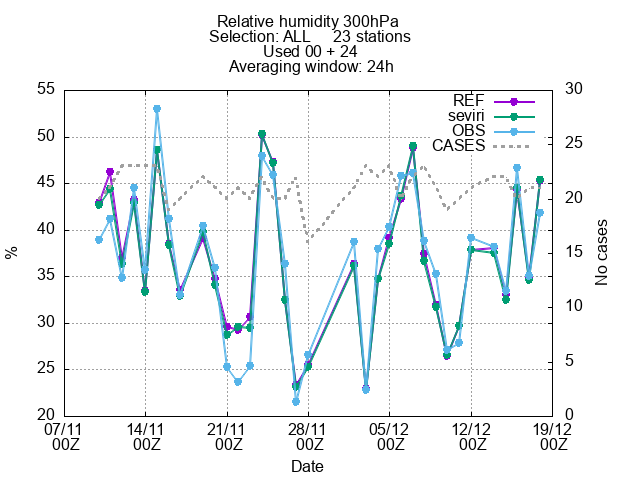 Relative humidity 300hPa
Selection: ALL 23 stations
Used 00 + 24
Averaging window: 24h
REF
seviri
OBS
CASES
55
50
45
40
35
30
25
20
%
30
25
20
15
10
5
0
No cases
07/11 14/11 21/11 28/11 05/12 12/12 19/12
00Z 00Z 00Z 00Z 00Z 00Z 00Z
Date